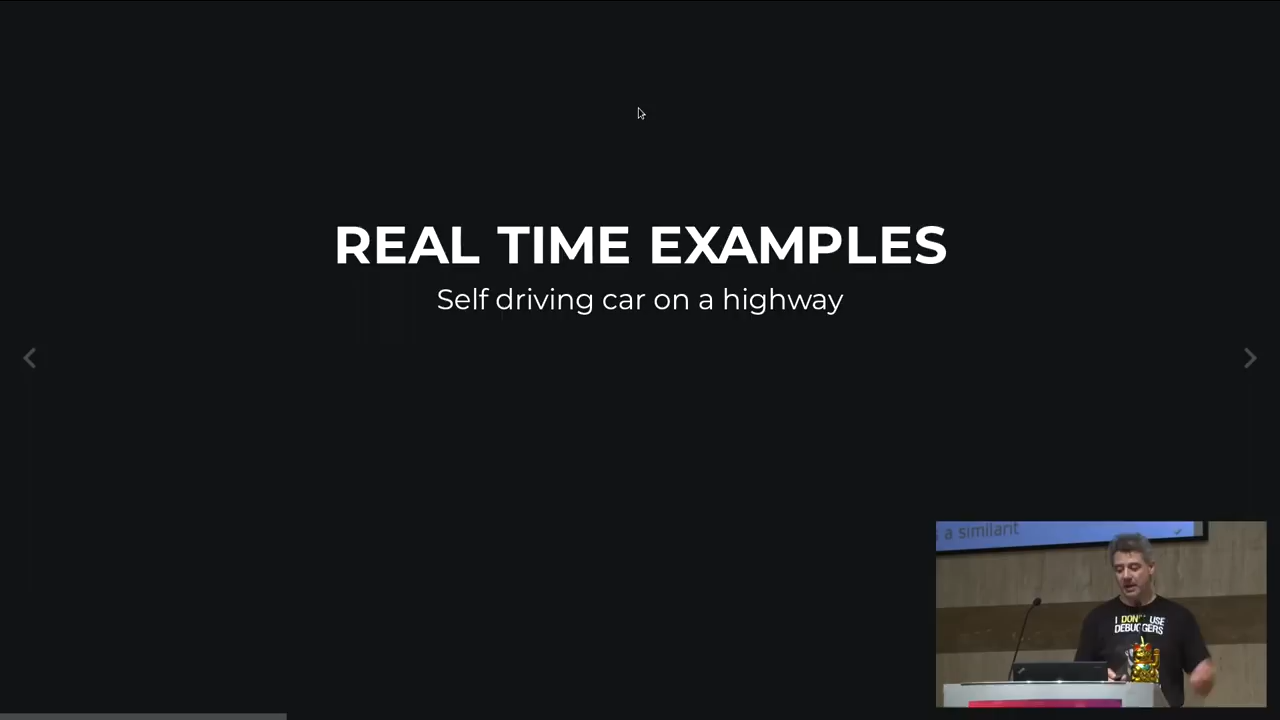 REAL TIME EXAMPLES
Self driving car on a highway
a similant
I DON'T USE
DEBUGGERS